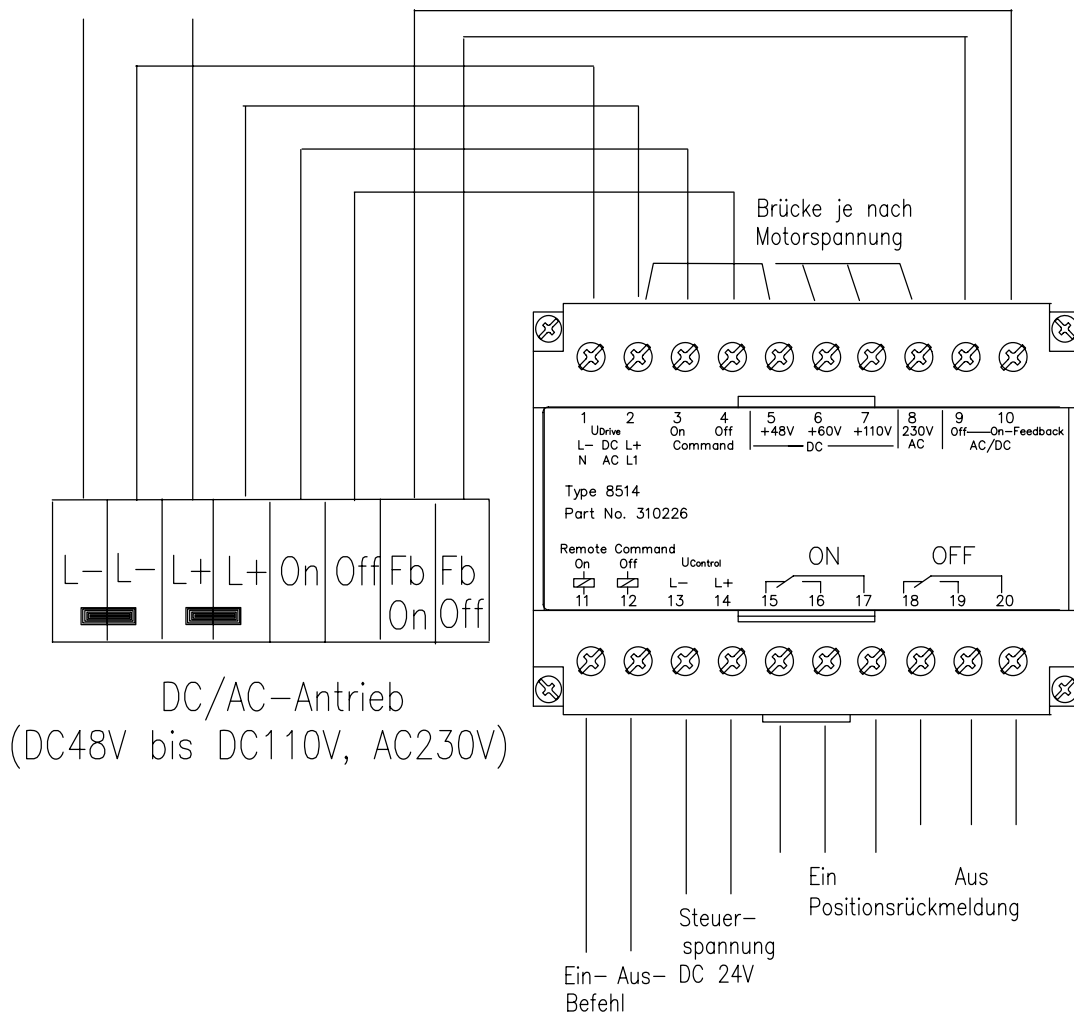 Brücke je nach
Motorspannung
1 2 3 4 5 6 7 8 9 10
UDrive On Off +48V +60V +110V 230V Off On-Feedback
L- DC L+ Command DC AC AC/DC
N AC L1
Type 8514
Part No. 310226
Remote Command
On Off UControl ON OFF
L- L+
11 12 13 14 15 16 17 18 19 20
L- L- L+ L+ On Off Fb Fb
On Off
DC/AC-Antrieb
(DC48V bis DC110V, AC230V)
Ein Aus
Positionsrückmeldung
Steuer-
spannung
DC 24V
Ein- Aus-
Befehl